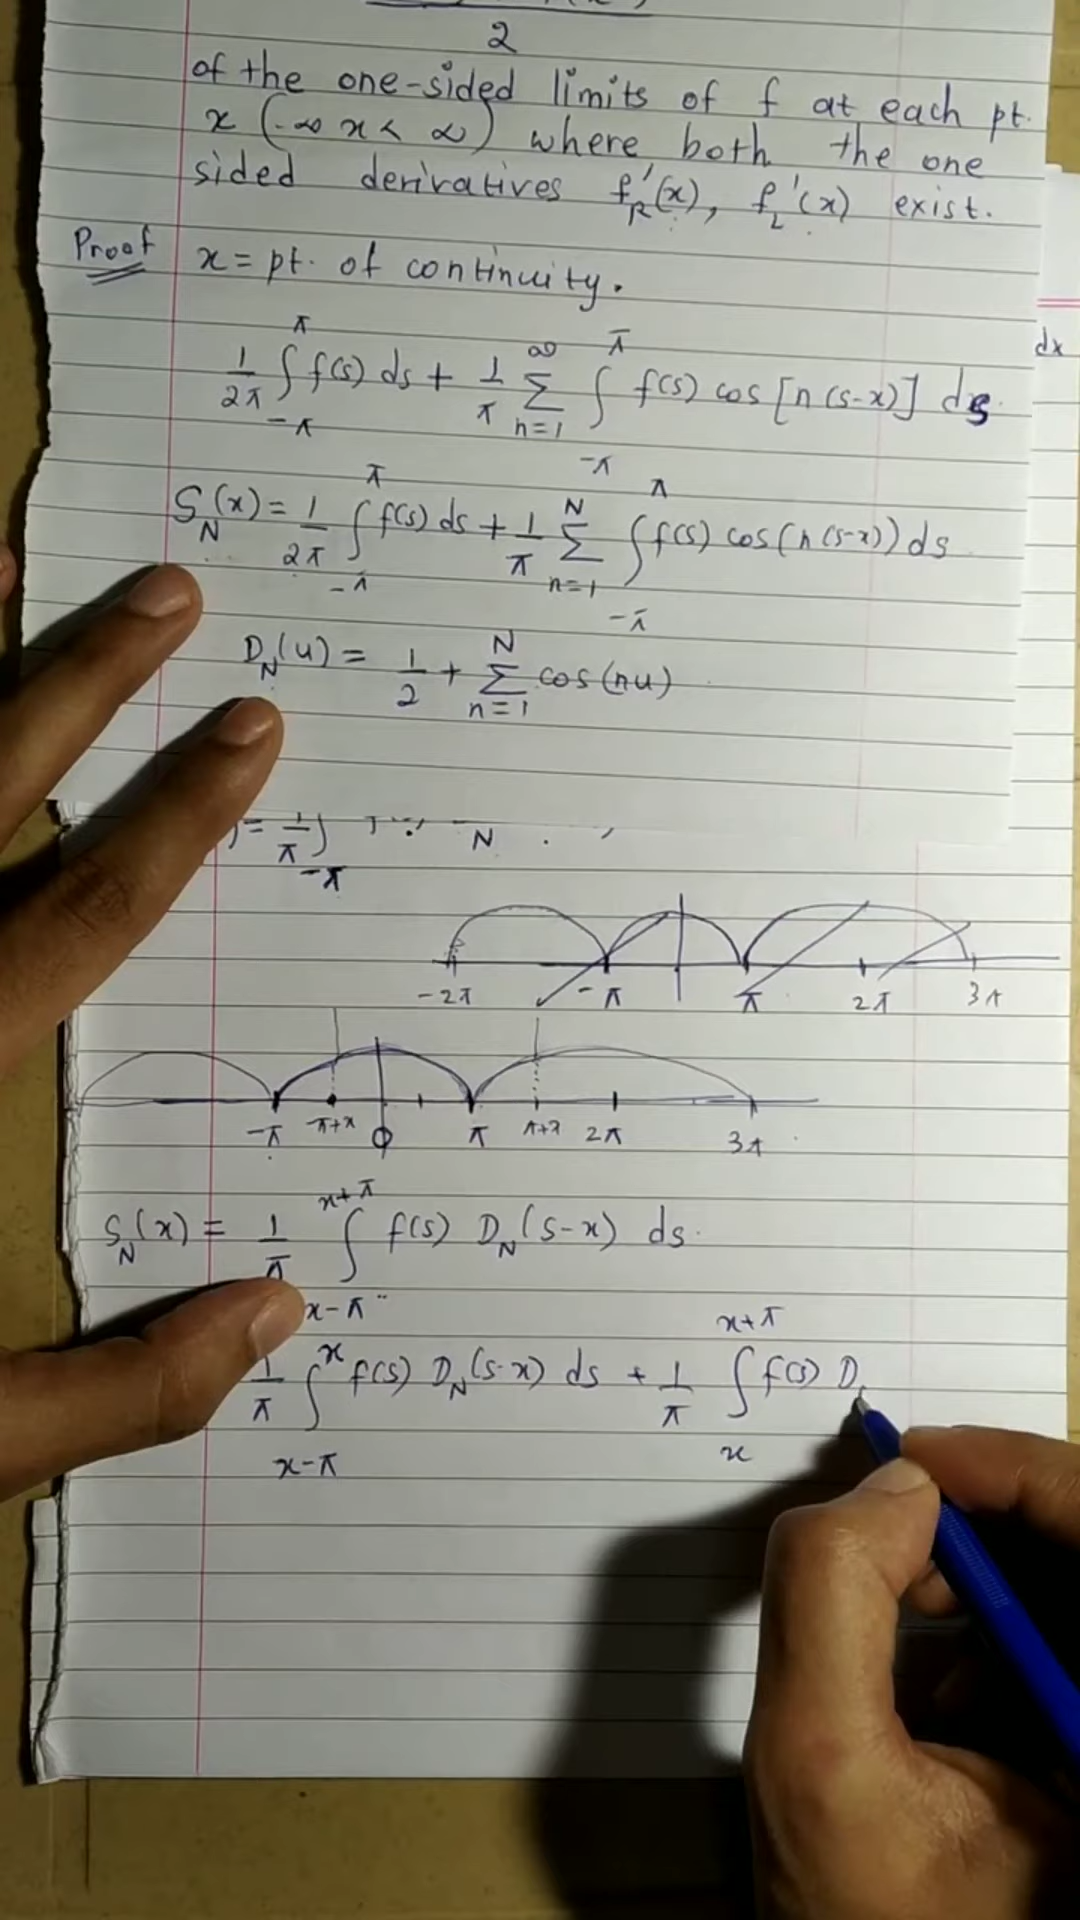 2
of the one-sided limits of f at each pt.
x (-∞ x < ∞) where both the one
sided derivatives f'_R(x), f_L'(x) exist.
Proof x = pt. of continuity.
1/2π ∫_{-π}^{π} f(s) ds + 1/π Σ_{n=1}^{∞} ∫_{-π}^{π} f(s) cos [n(s-x)] ds.
dx
S_N(x) = 1/2π ∫_{-π}^{π} f(s) ds + 1/π Σ_{n=1}^{N} ∫_{-π}^{π} f(s) cos(n(s-x)) ds
D_N(u) = 1/2 + Σ_{n=1}^{N} cos(nu)
) = 1/π ∫_{-π} N
-2π -π π 2π 3π
-π -π+x 0 π π+x 2π 3π
S_N(x) = 1/π ∫_{x-π}^{x+π} f(s) D_N(s-x) ds.
1/π ∫_{x-π}^{x} f(s) D_N(s-x) ds + 1/π ∫_{x}^{x+π} f(s) D